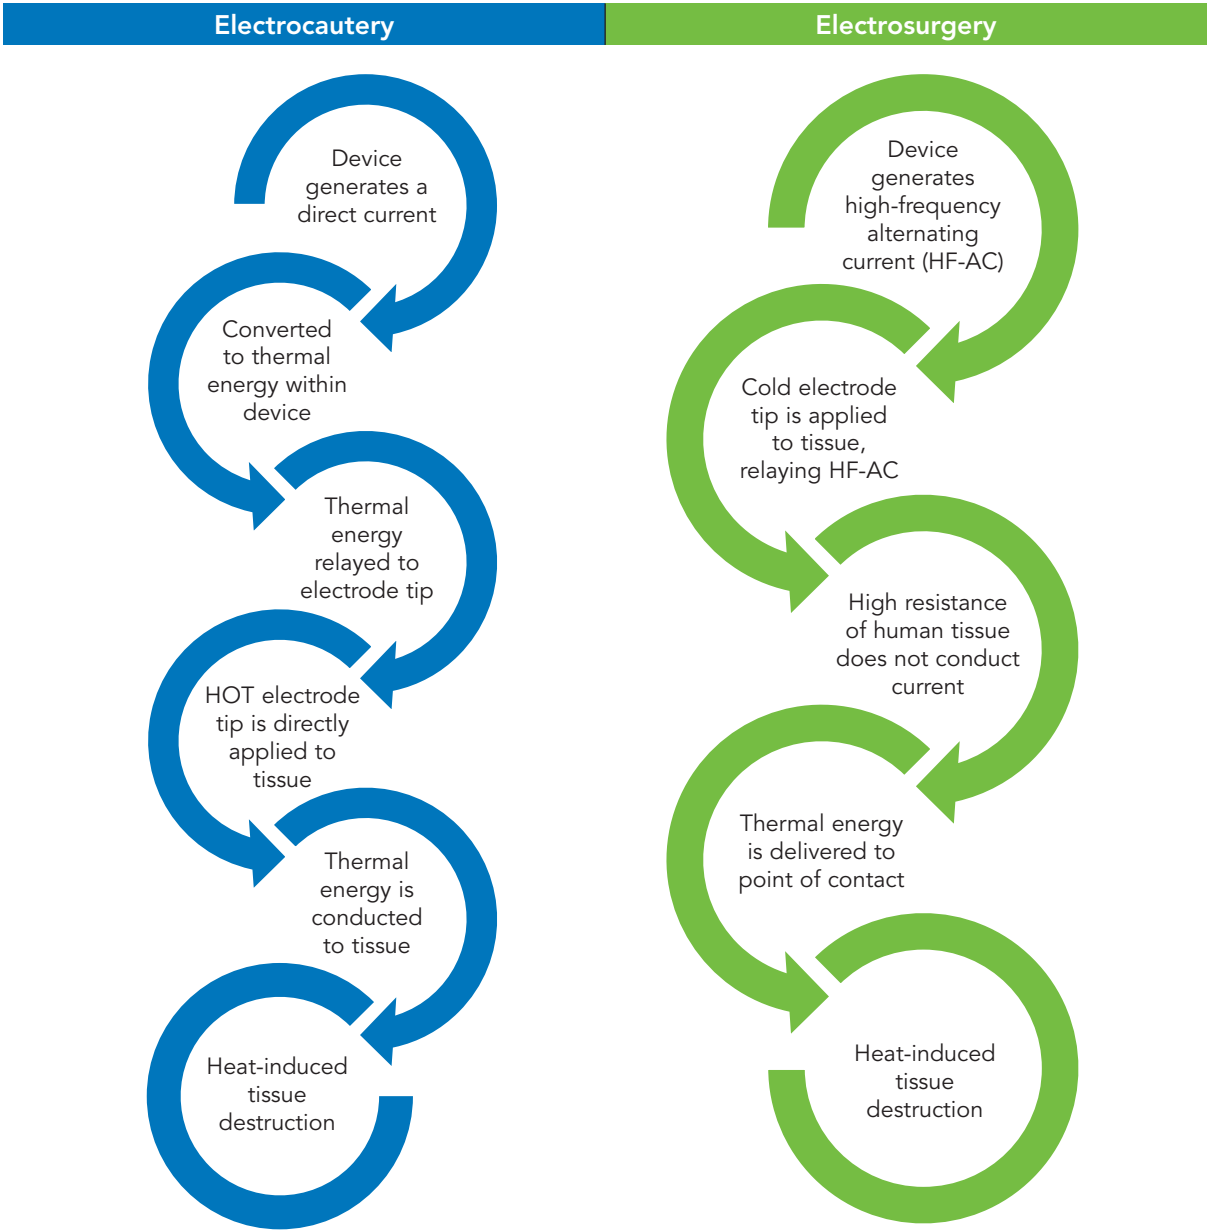 Electrocautery
Device
generates a
direct current
Converted
to thermal
energy within
device
Thermal
energy
relayed to
electrode tip
HOT electrode
tip is directly
applied to
tissue
Thermal
energy is
conducted
to tissue
Heat-induced
tissue
destruction
Electrosurgery
Device
generates
high-frequency
alternating
current (HF-AC)
Cold electrode
tip is applied
to tissue,
relaying HF-AC
High resistance
of human tissue
does not conduct
current
Thermal energy
is delivered to
point of contact
Heat-induced
tissue
destruction